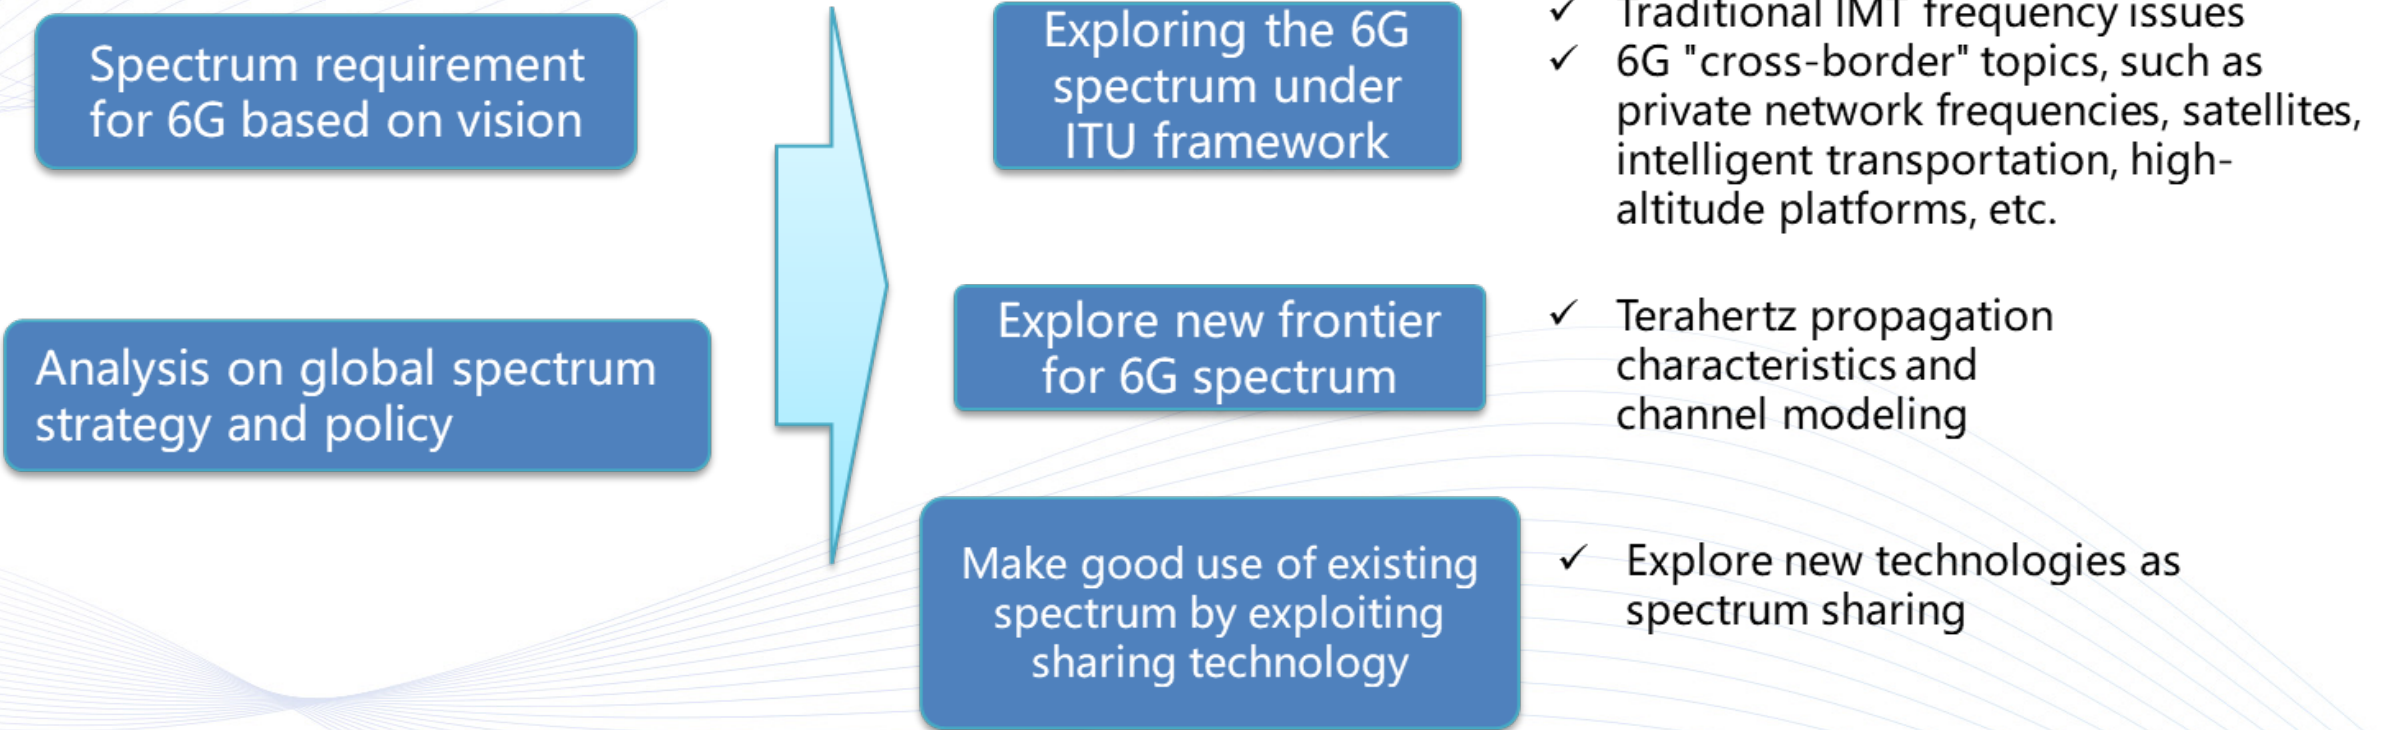 Spectrum requirement
for 6G based on vision
Analysis on global spectrum
strategy and policy
Exploring the 6G
spectrum under
ITU framework
Explore new frontier
for 6G spectrum
Make good use of existing
spectrum by exploiting
sharing technology
✓ Traditional IMT frequency issues
✓ 6G "cross-border" topics, such as
private network frequencies, satellites,
intelligent transportation, high-
altitude platforms, etc.
✓ Terahertz propagation
characteristics and
channel modeling
✓ Explore new technologies as
spectrum sharing